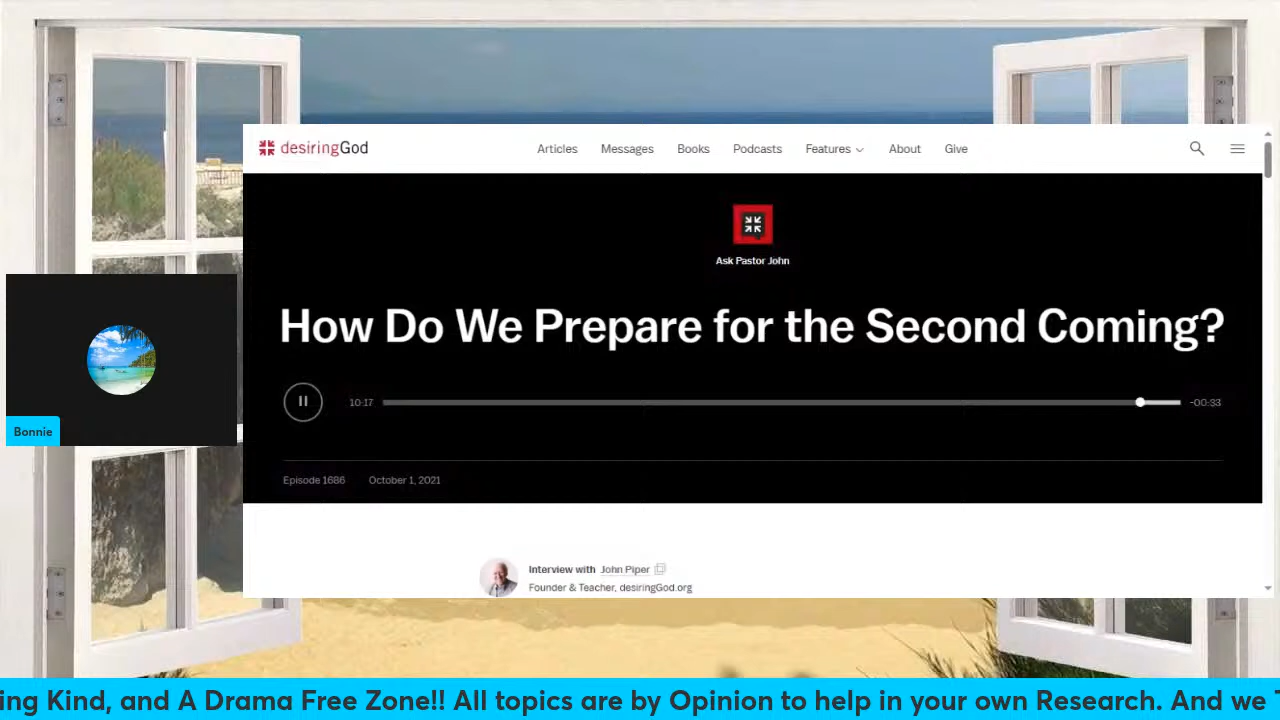 desiringGod
Articles Messages Books Podcasts Features About Give
Ask Pastor John
How Do We Prepare for the Second Coming?
10:17 -00:33
Bonnie
Episode 1686 October 1, 2021
Interview with John Piper
Founder & Teacher, desiringGod.org
ing Kind, and A Drama Free Zone!! All topics are by Opinion to help in your own Research. And we